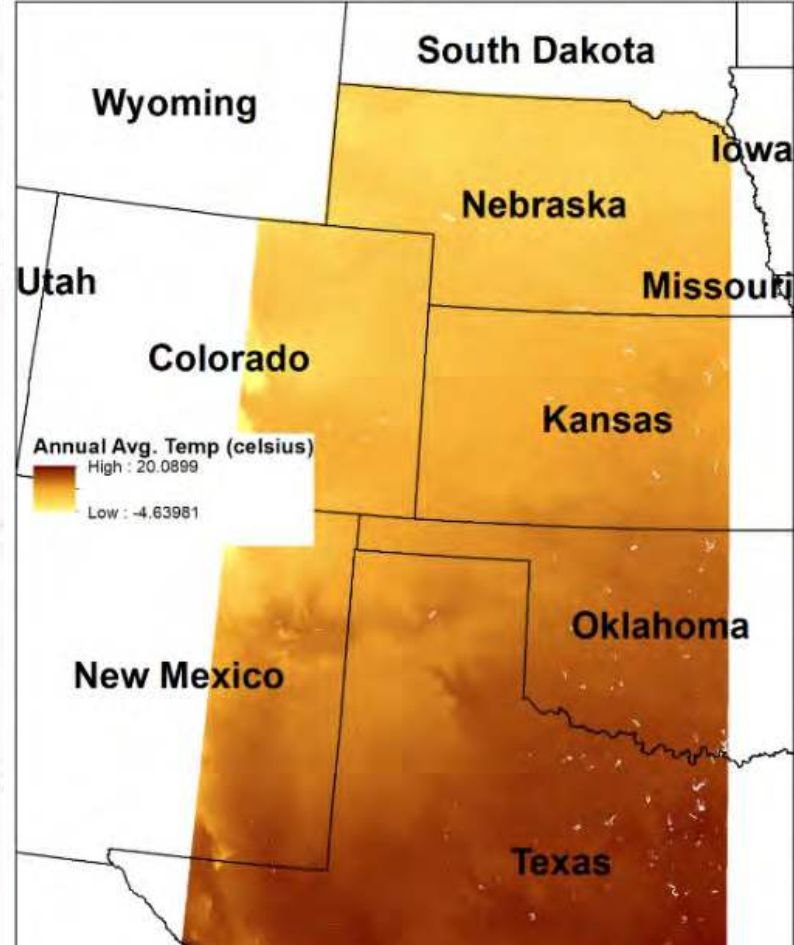 South Dakota
Wyoming
Iowa
Nebraska
Utah
Missouri
Colorado
Kansas
Annual Avg. Temp (celsius)
High : 20.0899
Low : -4.63981
Oklahoma
New Mexico
Texas